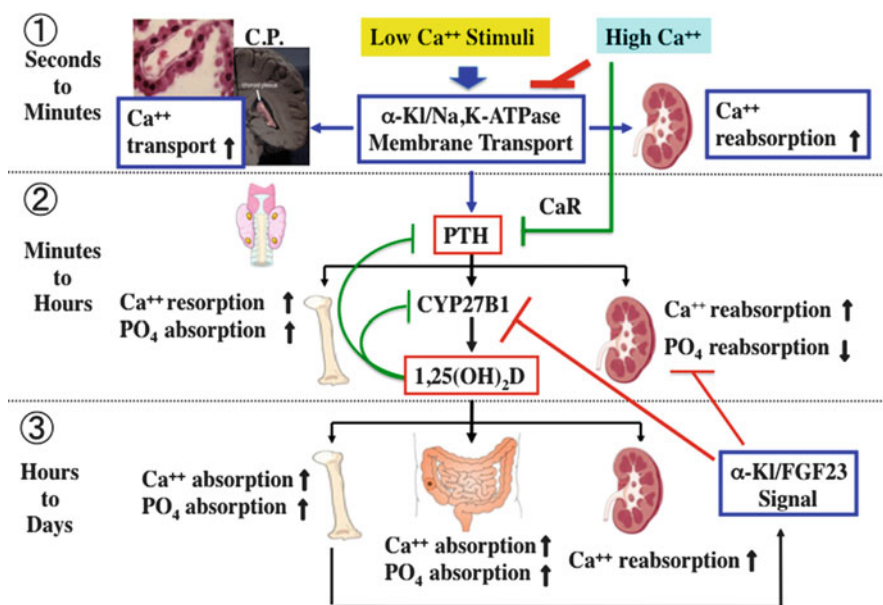 ①
Seconds
to
Minutes
C.P.
choroid plexus
Ca⁺⁺
transport ↑
Low Ca⁺⁺ Stimuli
High Ca⁺⁺
α-Kl/Na,K-ATPase
Membrane Transport
Ca⁺⁺
reabsorption ↑
②
Minutes
to
Hours
CaR
PTH
Ca⁺⁺ resorption ↑
PO₄ absorption ↑
CYP27B1
1,25(OH)₂D
Ca⁺⁺ reabsorption ↑
PO₄ reabsorption ↓
③
Hours
to
Days
Ca⁺⁺ absorption ↑
PO₄ absorption ↑
Ca⁺⁺ absorption ↑
PO₄ absorption ↑
Ca⁺⁺ reabsorption ↑
α-Kl/FGF23
Signal